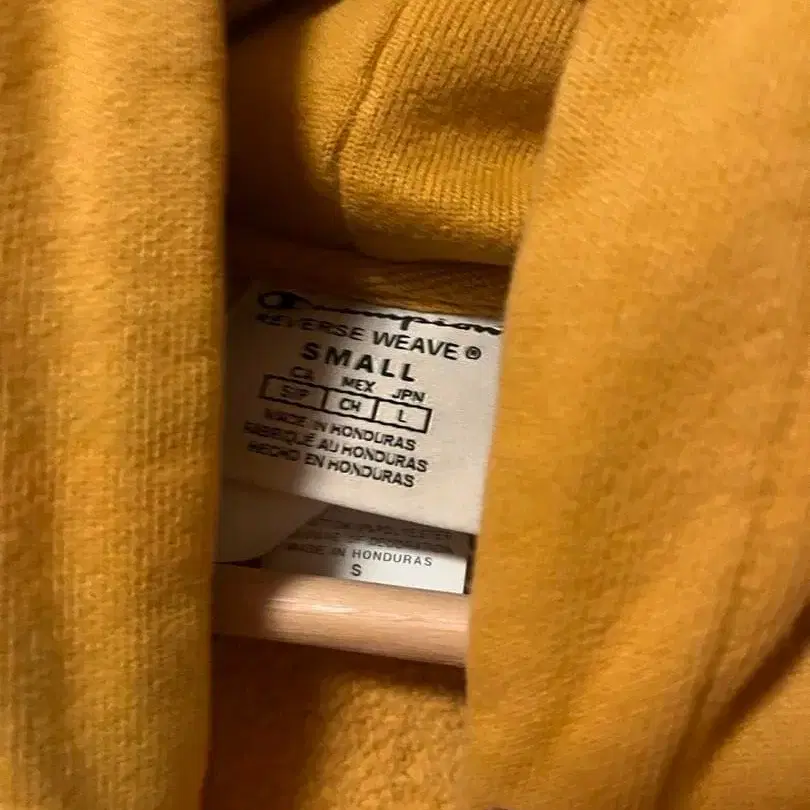 Champion
REVERSE WEAVE®
SMALL
CA MEX JPN
S/P CH L
MADE IN HONDURAS
FABRIQUÉ AU HONDURAS
HECHO EN HONDURAS
MADE IN HONDURAS
S